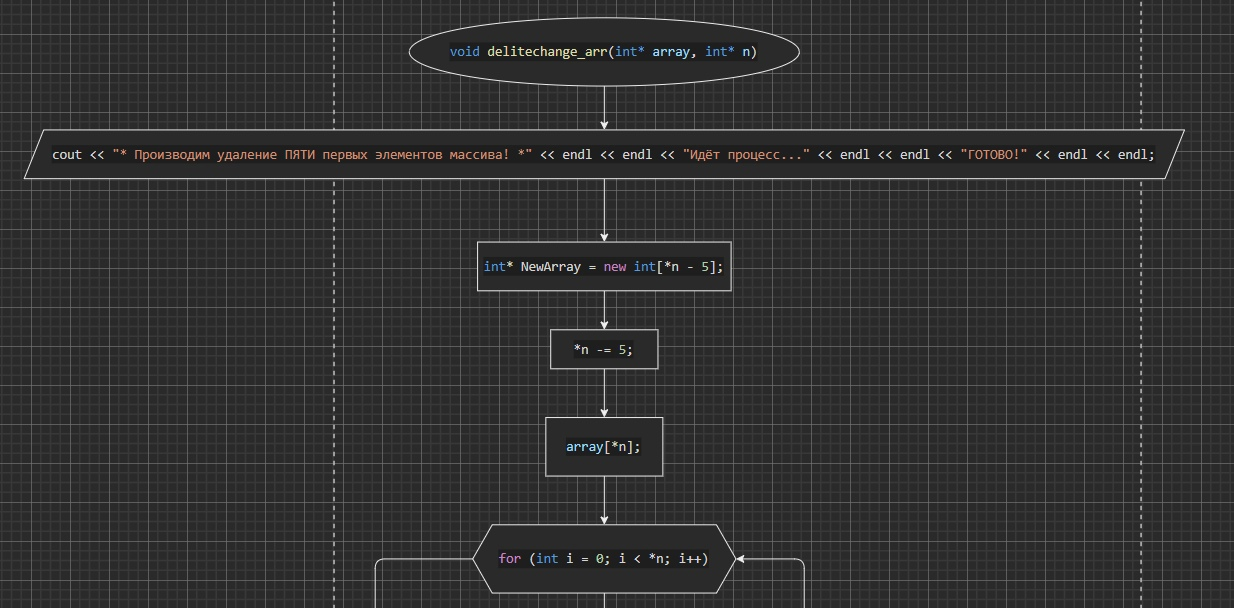 void delitechange_arr(int* array, int* n)
cout << "* Производим удаление ПЯТИ первых элементов массива! *" << endl << endl << "Идёт процесс..." << endl << endl << "ГОТОВО!" << endl << endl;
int* NewArray = new int[*n - 5];
*n -= 5;
array[*n];
for (int i = 0; i < *n; i++)